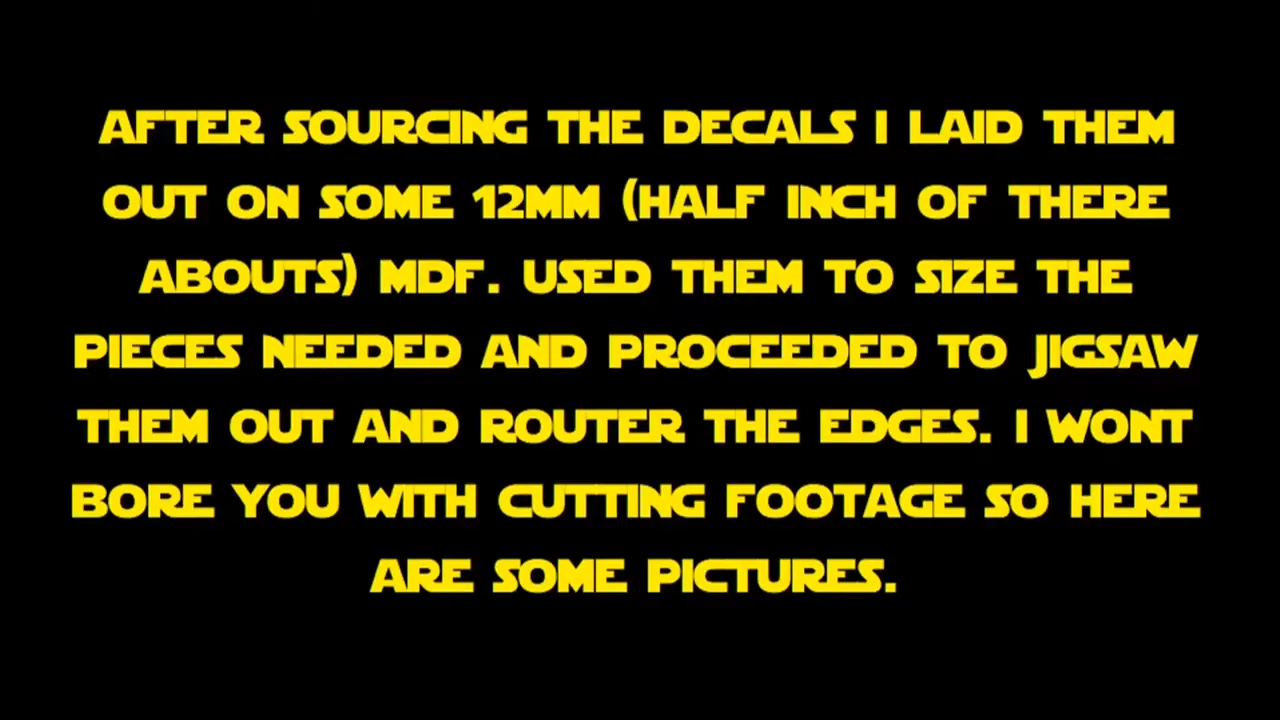 AFTER SOURCING THE DECALS I LAID THEM
OUT ON SOME 12MM (HALF INCH OF THERE
ABOUTS) MDF. USED THEM TO SIZE THE
PIECES NEEDED AND PROCEEDED TO JIGSAW
THEM OUT AND ROUTER THE EDGES. I WONT
BORE YOU WITH CUTTING FOOTAGE SO HERE
ARE SOME PICTURES.